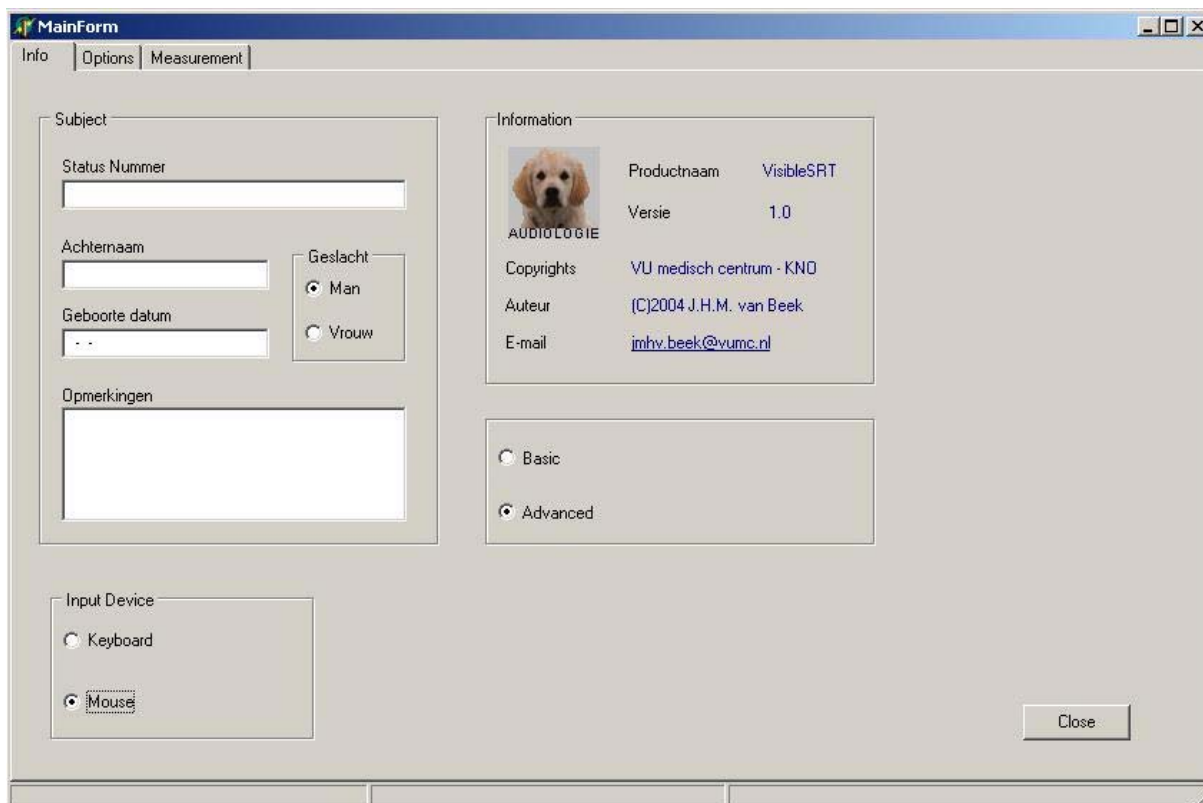 MainForm
Info Options Measurement
Subject
Status Nummer
Achternaam
Geslacht
Man
Geboorte datum
Vrouw
- -
Opmerkingen
Information
AUDIOLOGIE
Productnaam VisibleSRT
Versie 1.0
Copyrights VU medisch centrum - KNO
Auteur (C)2004 J.H.M. van Beek
E-mail jmhv.beek@vumc.nl
Basic
Advanced
Input Device
Keyboard
Mouse
Close